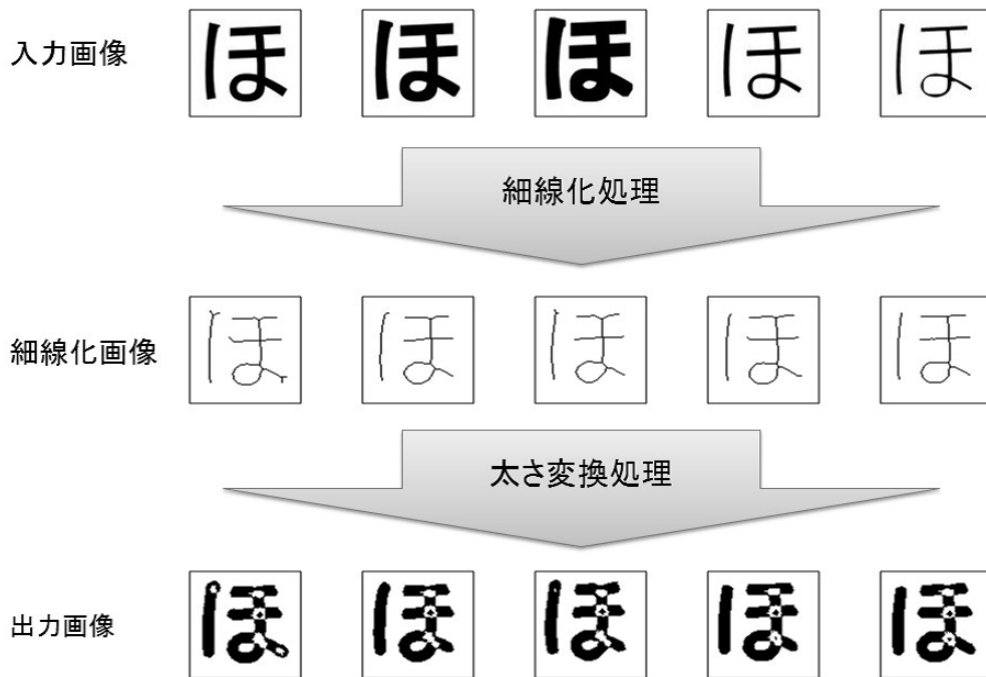 入力画像
ほ ほ ほ ほ ほ
細線化処理
細線化画像
ほ ほ ほ ほ ほ
太さ変換処理
出力画像
ほ ほ ほ ほ ほ